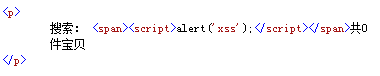 <p>
搜索: <span><script>alert('xss');</script></span>共0
件宝贝
</p>